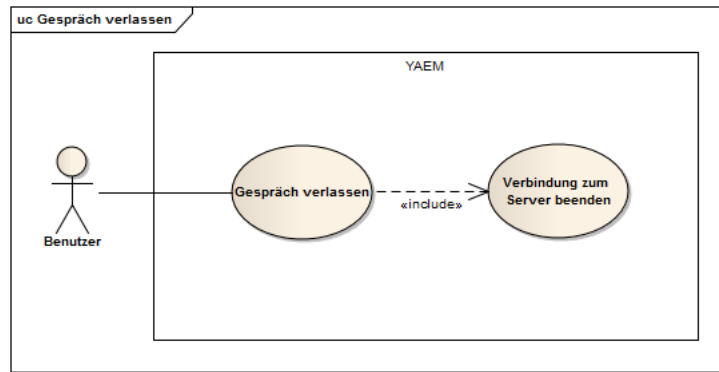 uc Gespräch verlassen
YAEM
Benutzer
Gespräch verlassen
«include»
Verbindung zum
Server beenden